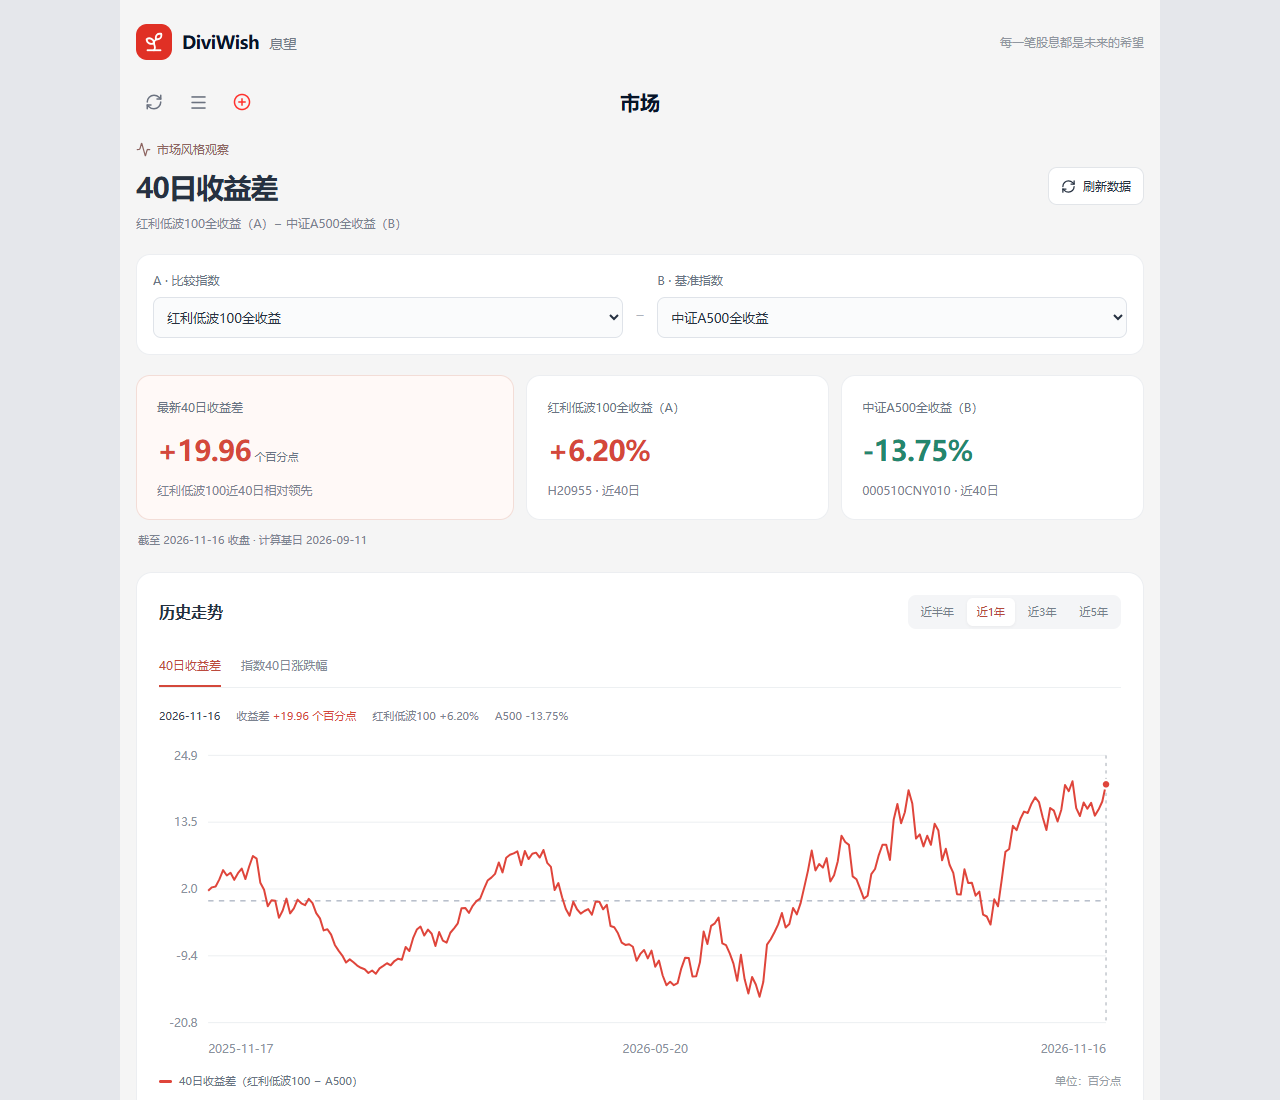 DiviWish 息望
每一笔股息都是未来的希望
市场
市场风格观察
40日收益差
刷新数据
红利低波100全收益（A）− 中证A500全收益（B）
A · 比较指数
B · 基准指数
红利低波100全收益
−
中证A500全收益
最新40日收益差
+19.96 个百分点
红利低波100近40日相对领先
红利低波100全收益（A）
+6.20%
H20955 · 近40日
中证A500全收益（B）
-13.75%
000510CNY010 · 近40日
截至 2026-11-16 收盘 · 计算基日 2026-09-11
历史走势
近半年 近1年 近3年 近5年
40日收益差 指数40日涨跌幅
2026-11-16 收益差 +19.96 个百分点 红利低波100 +6.20% A500 -13.75%
24.9
13.5
2.0
-9.4
-20.8
2025-11-17 2026-05-20 2026-11-16
40日收益差（红利低波100 − A500）
单位：百分点